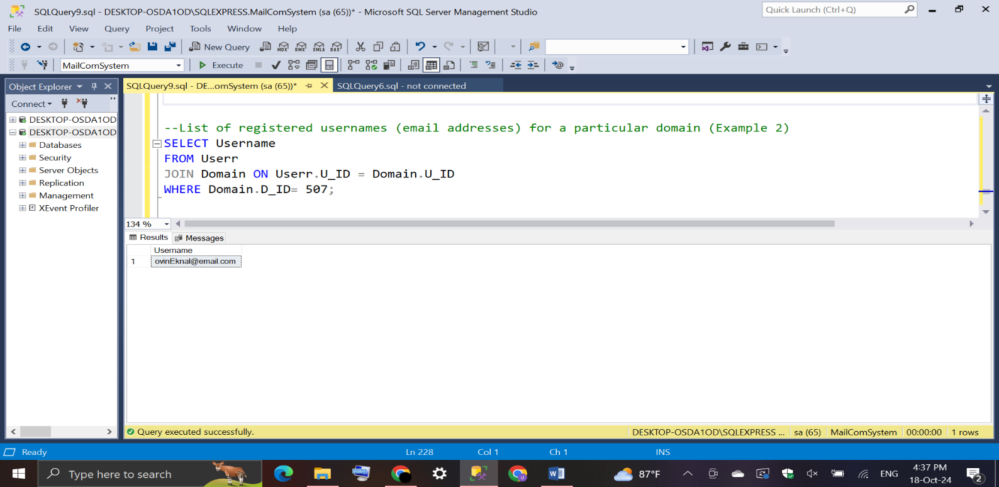 SQLQuery9.sql - DESKTOP-OSDA1OD\SQLEXPRESS.MailComSystem (sa (65))* - Microsoft SQL Server Management Studio
Quick Launch (Ctrl+Q)
File Edit View Query Project Tools Window Help
New Query MDX DMX XMLA DAX
MailComSystem Execute
Object Explorer
SQLQuery9.sql - DE...omSystem (sa (65))* SQLQuery6.sql - not connected
Connect
DESKTOP-OSDA1OD
DESKTOP-OSDA1OD
Databases
Security
Server Objects
Replication
Management
XEvent Profiler
--List of registered usernames (email addresses) for a particular domain (Example 2)
SELECT Username
FROM Userr
JOIN Domain ON Userr.U_ID = Domain.U_ID
WHERE Domain.D_ID= 507;
134 %
Results Messages
Username
1 ovinEknal@email.com
Query executed successfully. DESKTOP-OSDA1OD\SQLEXPRESS ... sa (65) MailComSystem 00:00:00 1 rows
Ready Ln 228 Col 1 Ch 1 INS
Type here to search
87°F ENG
4:37 PM
18-Oct-24
2